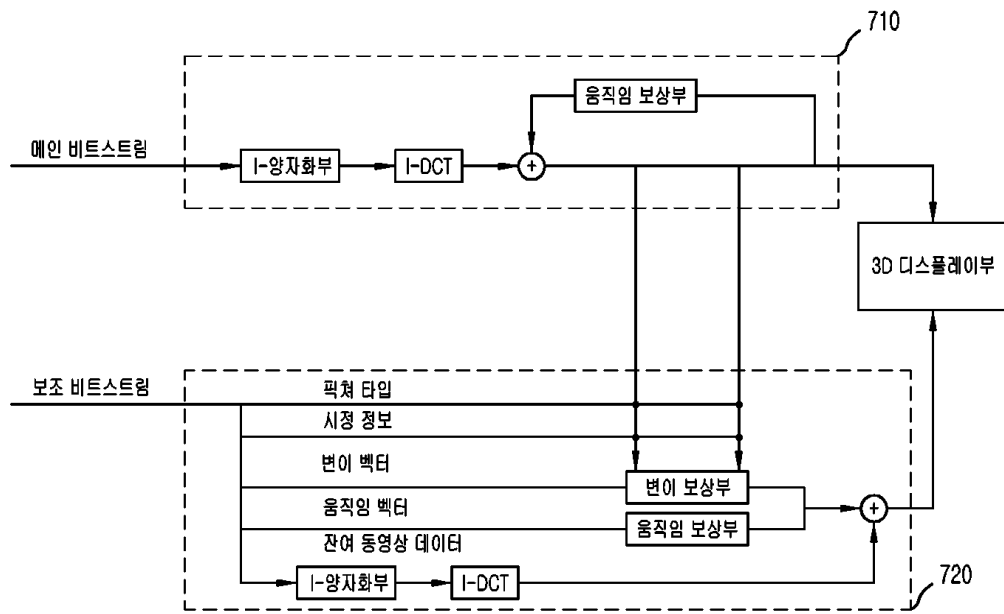 710
움직임 보상부
메인 비트스트림
I-양자화부
I-DCT
+
3D 디스플레이부
보조 비트스트림
픽쳐 타입
시점 정보
변이 벡터
변이 보상부
움직임 벡터
움직임 보상부
+
잔여 동영상 데이터
I-양자화부
I-DCT
720